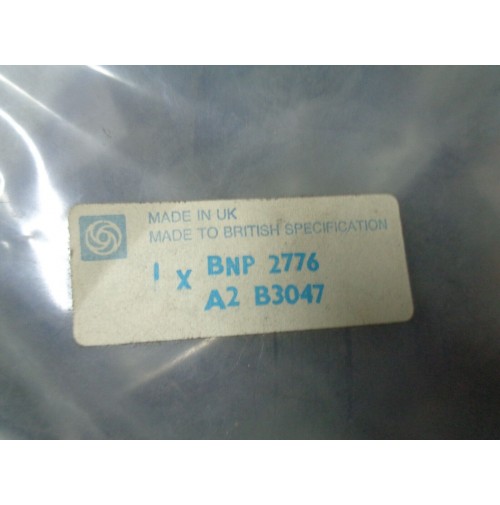 MADE IN UK
MADE TO BRITISH SPECIFICATION
1 X BNP 2776
A2 B3047